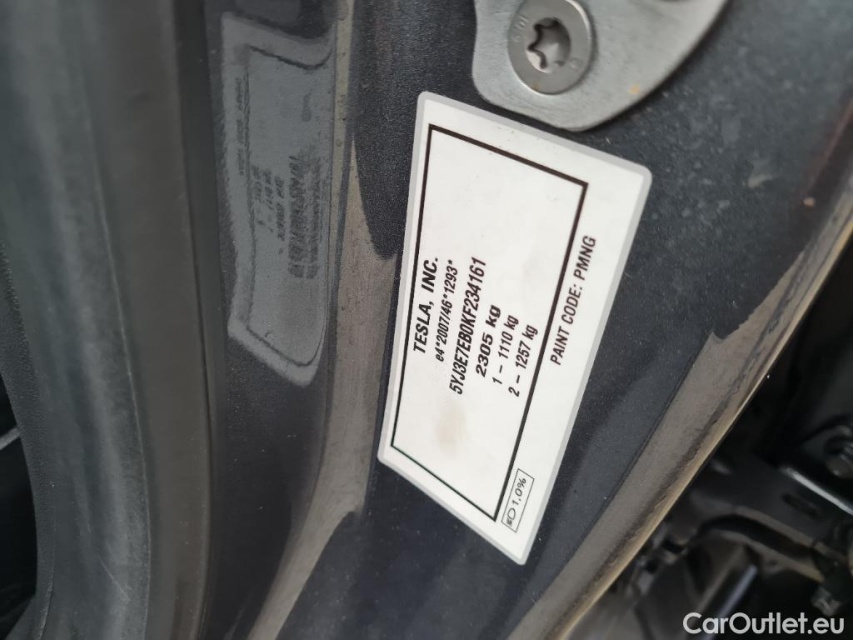 TESLA, INC.
e4*2007/46*1293*
5YJ3E7EB0KF234161
2305 kg
1 – 1110 kg
2 – 1257 kg
PAINT CODE: PMNG
1.0%
CarOutlet.eu